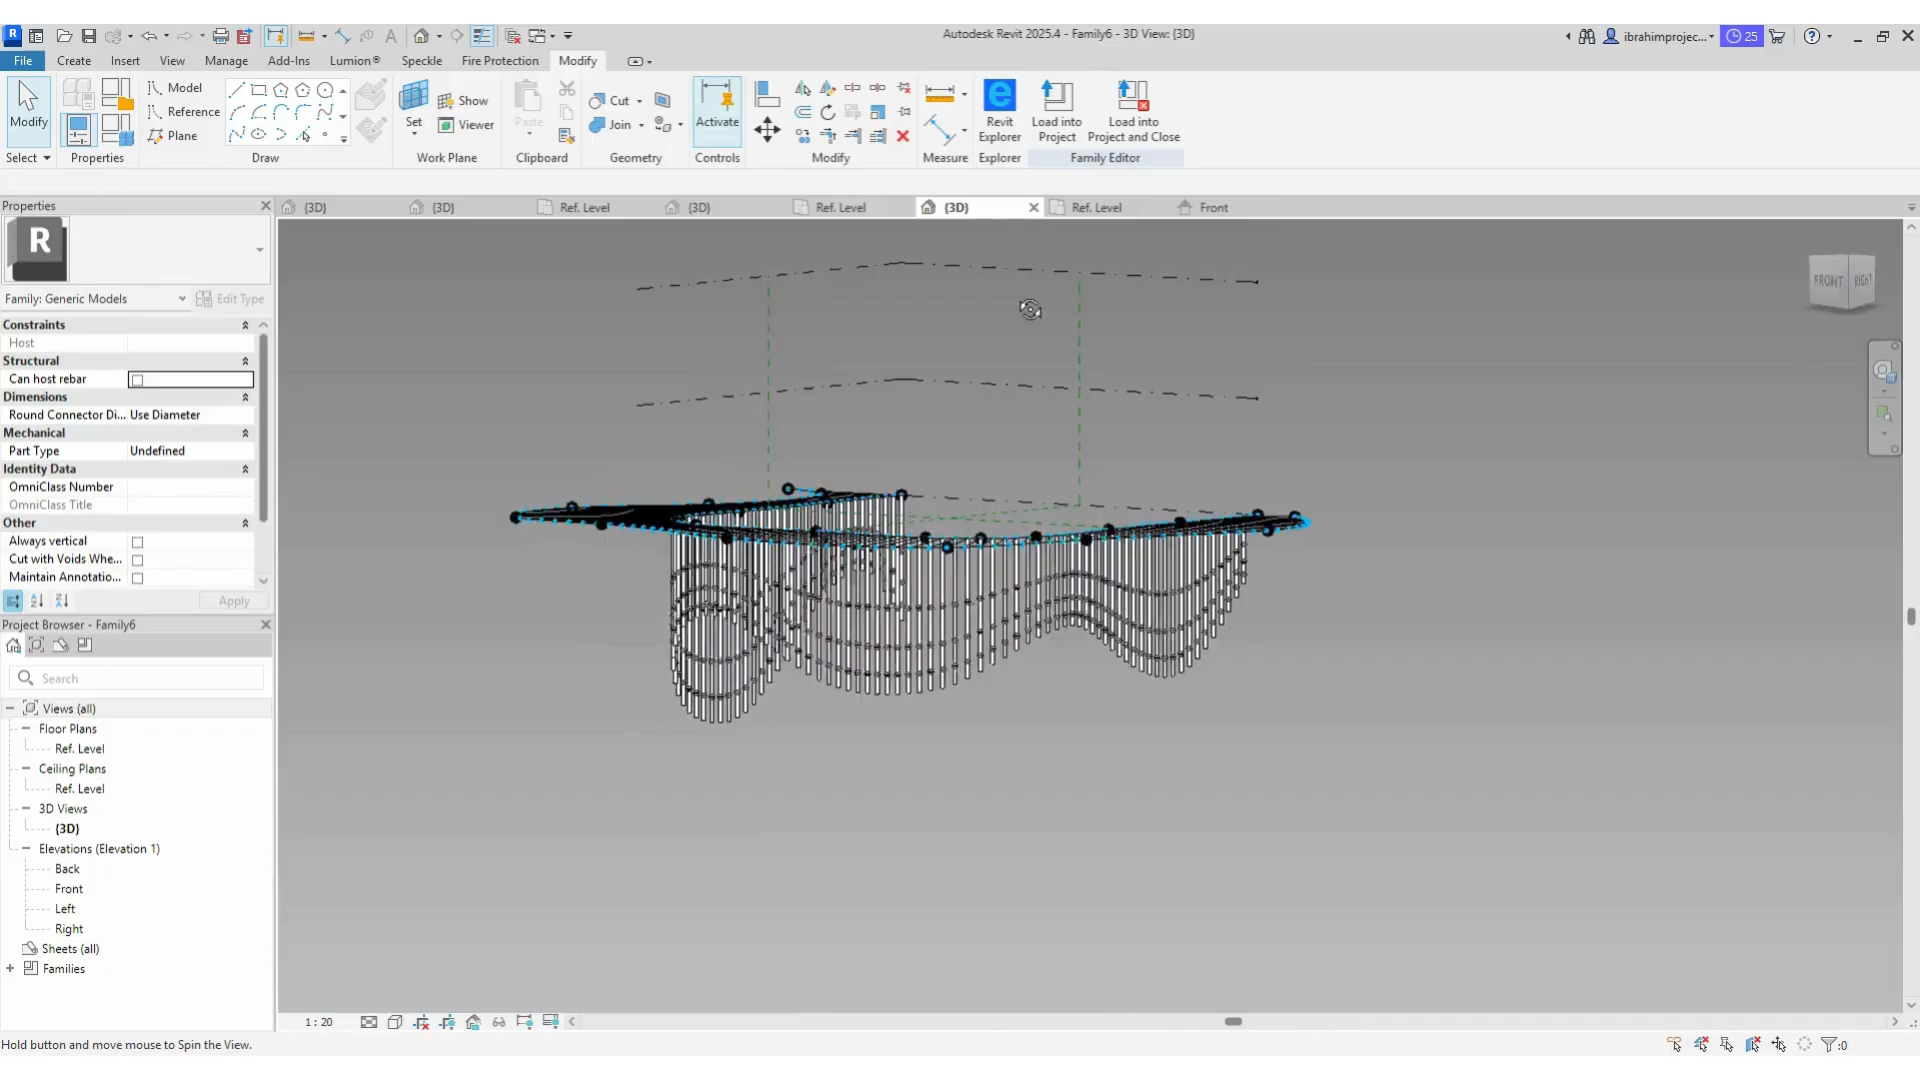 R
Autodesk Revit 2025.4 - Family6 - 3D View: {3D}
ibrahimprojec...
25
File
Create
Insert
View
Manage
Add-Ins
Lumion®
Speckle
Fire Protection
Modify
Modify
Model
Reference
Plane
Set
Show
Viewer
Paste
Cut
Join
Activate
Revit
Explorer
Load into
Project
Load into
Project and Close
Select
Properties
Draw
Work Plane
Clipboard
Geometry
Controls
Modify
Measure
Explorer
Family Editor
Properties
{3D}
{3D}
Ref. Level
{3D}
Ref. Level
{3D}
Ref. Level
Front
R
Family: Generic Models
Edit Type
Constraints
Host
Structural
Can host rebar
Dimensions
Round Connector Di... Use Diameter
Mechanical
Part Type Undefined
Identity Data
OmniClass Number
OmniClass Title
Other
Always vertical
Cut with Voids Whe...
Maintain Annotatio...
Apply
Project Browser - Family6
Search
Views (all)
Floor Plans
Ref. Level
Ceiling Plans
Ref. Level
3D Views
{3D}
Elevations (Elevation 1)
Back
Front
Left
Right
Sheets (all)
Families
FRONT
RIGHT
1 : 20
Hold button and move mouse to Spin the View.
:0